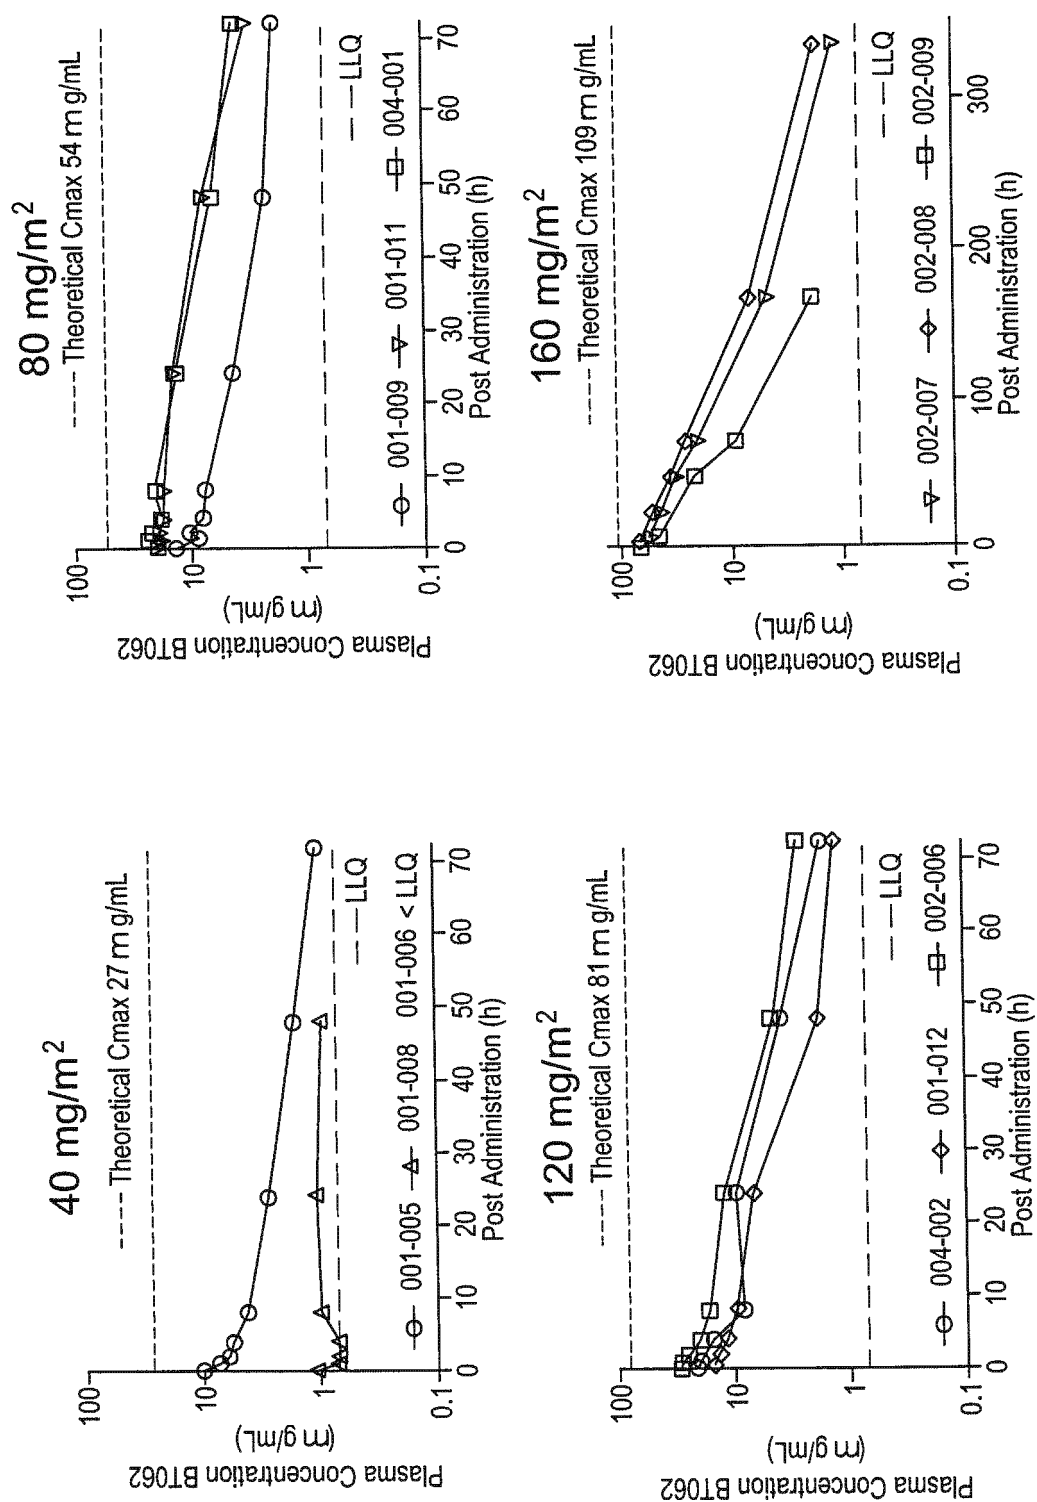 40 mg/m2
---- Theoretical Cmax 27 m g/mL
Plasma Concentration BT062
(m g/mL)
100
10
1
0.1
0 10 20 30 40 50 60 70
Post Administration (h)
— — LLQ
001-005 001-008 001-006 < LLQ
80 mg/m2
---- Theoretical Cmax 54 m g/mL
Plasma Concentration BT062
(m g/mL)
100
10
1
0.1
0 10 20 30 40 50 60 70
Post Administration (h)
— — LLQ
001-009 001-011 004-001
120 mg/m2
---- Theoretical Cmax 81 m g/mL
Plasma Concentration BT062
(m g/mL)
100
10
1
0.1
0 10 20 30 40 50 60 70
Post Administration (h)
— — LLQ
004-002 001-012 002-006
160 mg/m2
---- Theoretical Cmax 109 m g/mL
Plasma Concentration BT062
(m g/mL)
100
10
1
0.1
0 100 200 300
Post Administration (h)
— — LLQ
002-007 002-008 002-009